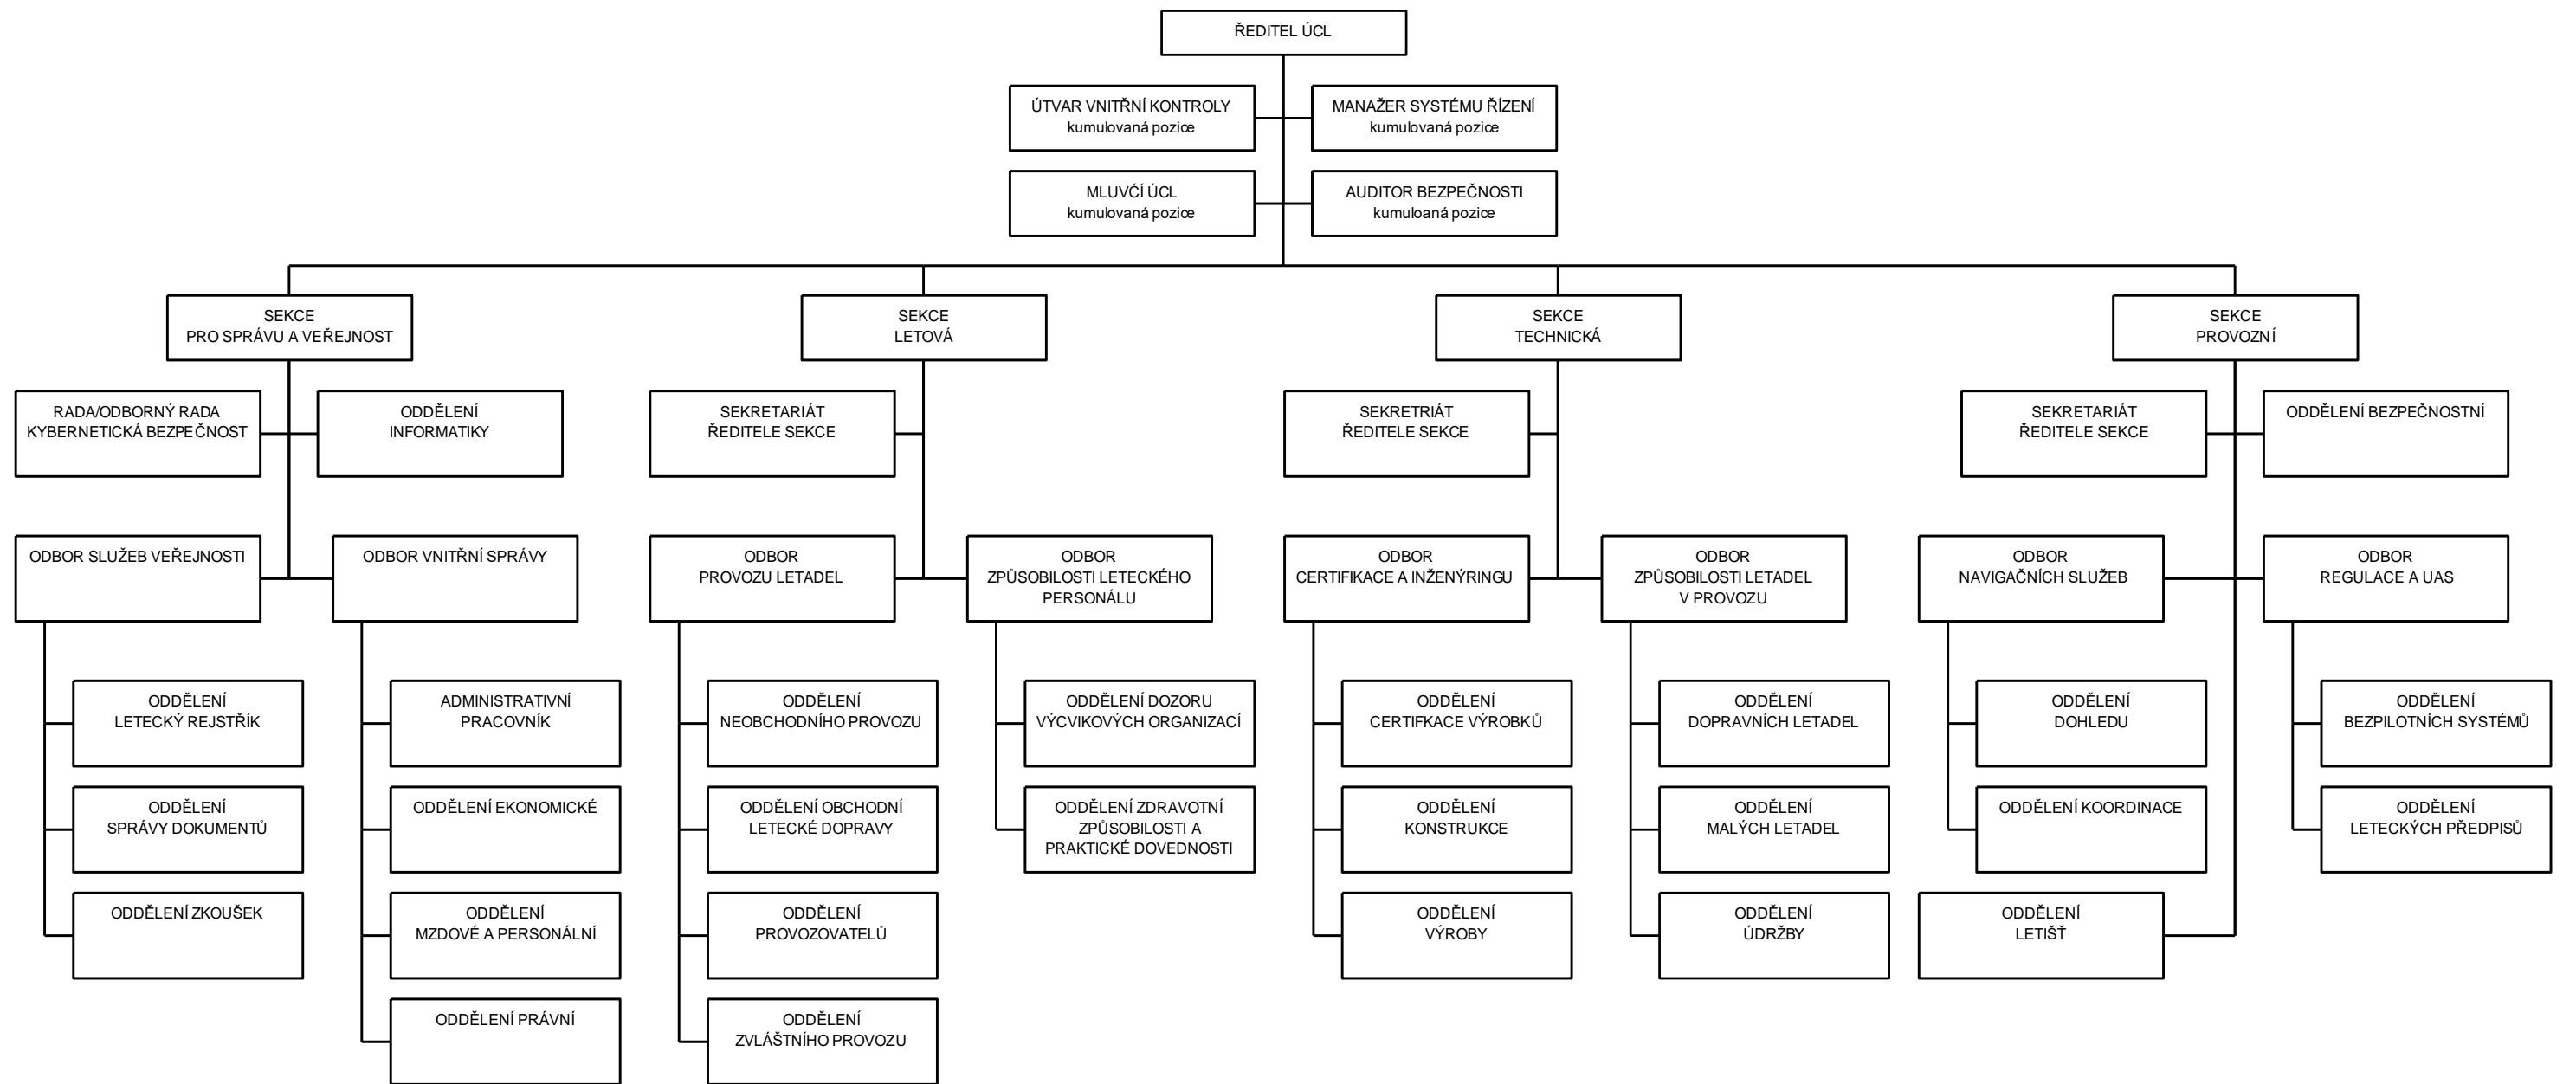 ŘEDITEL ÚCL
ÚTVAR VNITŘNÍ KONTROLY
kumulovaná pozice
MANAŽER SYSTÉMU ŘÍZENÍ
kumulovaná pozice
MLUVČÍ ÚCL
kumulovaná pozice
AUDITOR BEZPEČNOSTI
kumuloaná pozice
SEKCE
PRO SPRÁVU A VEŘEJNOST
SEKCE
LETOVÁ
SEKCE
TECHNICKÁ
SEKCE
PROVOZNÍ
RADA/ODBORNÝ RADA
KYBERNETICKÁ BEZPEČNOST
ODDĚLENÍ
INFORMATIKY
SEKRETARIÁT
ŘEDITELE SEKCE
SEKRETRIÁT
ŘEDITELE SEKCE
SEKRETARIÁT
ŘEDITELE SEKCE
ODDĚLENÍ BEZPEČNOSTNÍ
ODBOR SLUŽEB VEŘEJNOSTI
ODBOR VNITŘNÍ SPRÁVY
ODBOR
PROVOZU LETADEL
ODBOR
ZPŮSOBILOSTI LETECKÉHO
PERSONÁLU
ODBOR
CERTIFIKACE A INŽENÝRINGU
ODBOR
ZPŮSOBILOSTI LETADEL
V PROVOZU
ODBOR
NAVIGAČNÍCH SLUŽEB
ODBOR
REGULACE A UAS
ODDĚLENÍ
LETECKÝ REJSTŘÍK
ADMINISTRATIVNÍ
PRACOVNÍK
ODDĚLENÍ
NEOBCHODNÍHO PROVOZU
ODDĚLENÍ DOZORU
VÝCVIKOVÝCH ORGANIZACÍ
ODDĚLENÍ
CERTIFKACE VÝROBKŮ
ODDĚLENÍ
DOPRAVNÍCH LETADEL
ODDĚLENÍ
DOHLEDU
ODDĚLENÍ
BEZPILOTNÍCH SYSTÉMŮ
ODDĚLENÍ
SPRÁVY DOKUMENTŮ
ODDĚLENÍ EKONOMICKÉ
ODDĚLENÍ OBCHODNÍ
LETECKÉ DOPRAVY
ODDĚLENÍ ZDRAVOTNÍ
ZPŮSOBILOSTI A
PRAKTICKÉ DOVEDNOSTI
ODDĚLENÍ
KONSTRUKCE
ODDĚLENÍ
MALÝCH LETADEL
ODDĚLENÍ KOORDINACE
ODDĚLENÍ
LETECKÝCH PŘEDPISŮ
ODDĚLENÍ ZKOUŠEK
ODDĚLENÍ
MZDOVÉ A PERSONÁLNÍ
ODDĚLENÍ
PROVOZOVATELŮ
ODDĚLENÍ
VÝROBY
ODDĚLENÍ
ÚDRŽBY
ODDĚLENÍ
LETIŠŤ
ODDĚLENÍ PRÁVNÍ
ODDĚLENÍ
ZVLÁŠTNÍHO PROVOZU